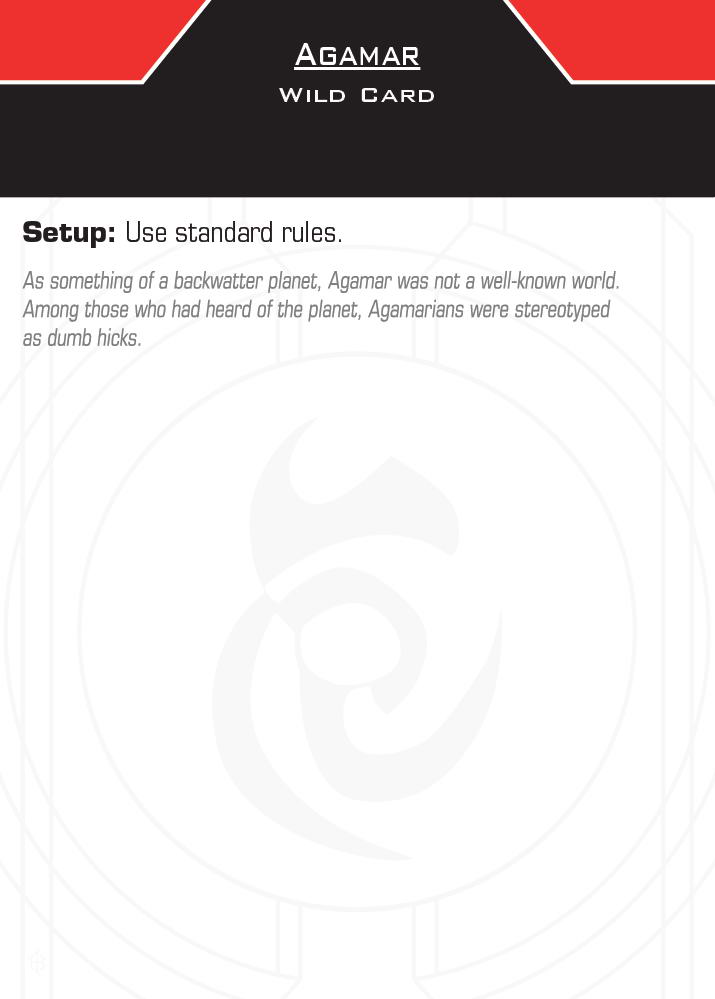 AGAMAR
WILD CARD
Setup: Use standard rules.
As something of a backwatter planet, Agamar was not a well-known world.
Among those who had heard of the planet, Agamarians were stereotyped
as dumb hicks.